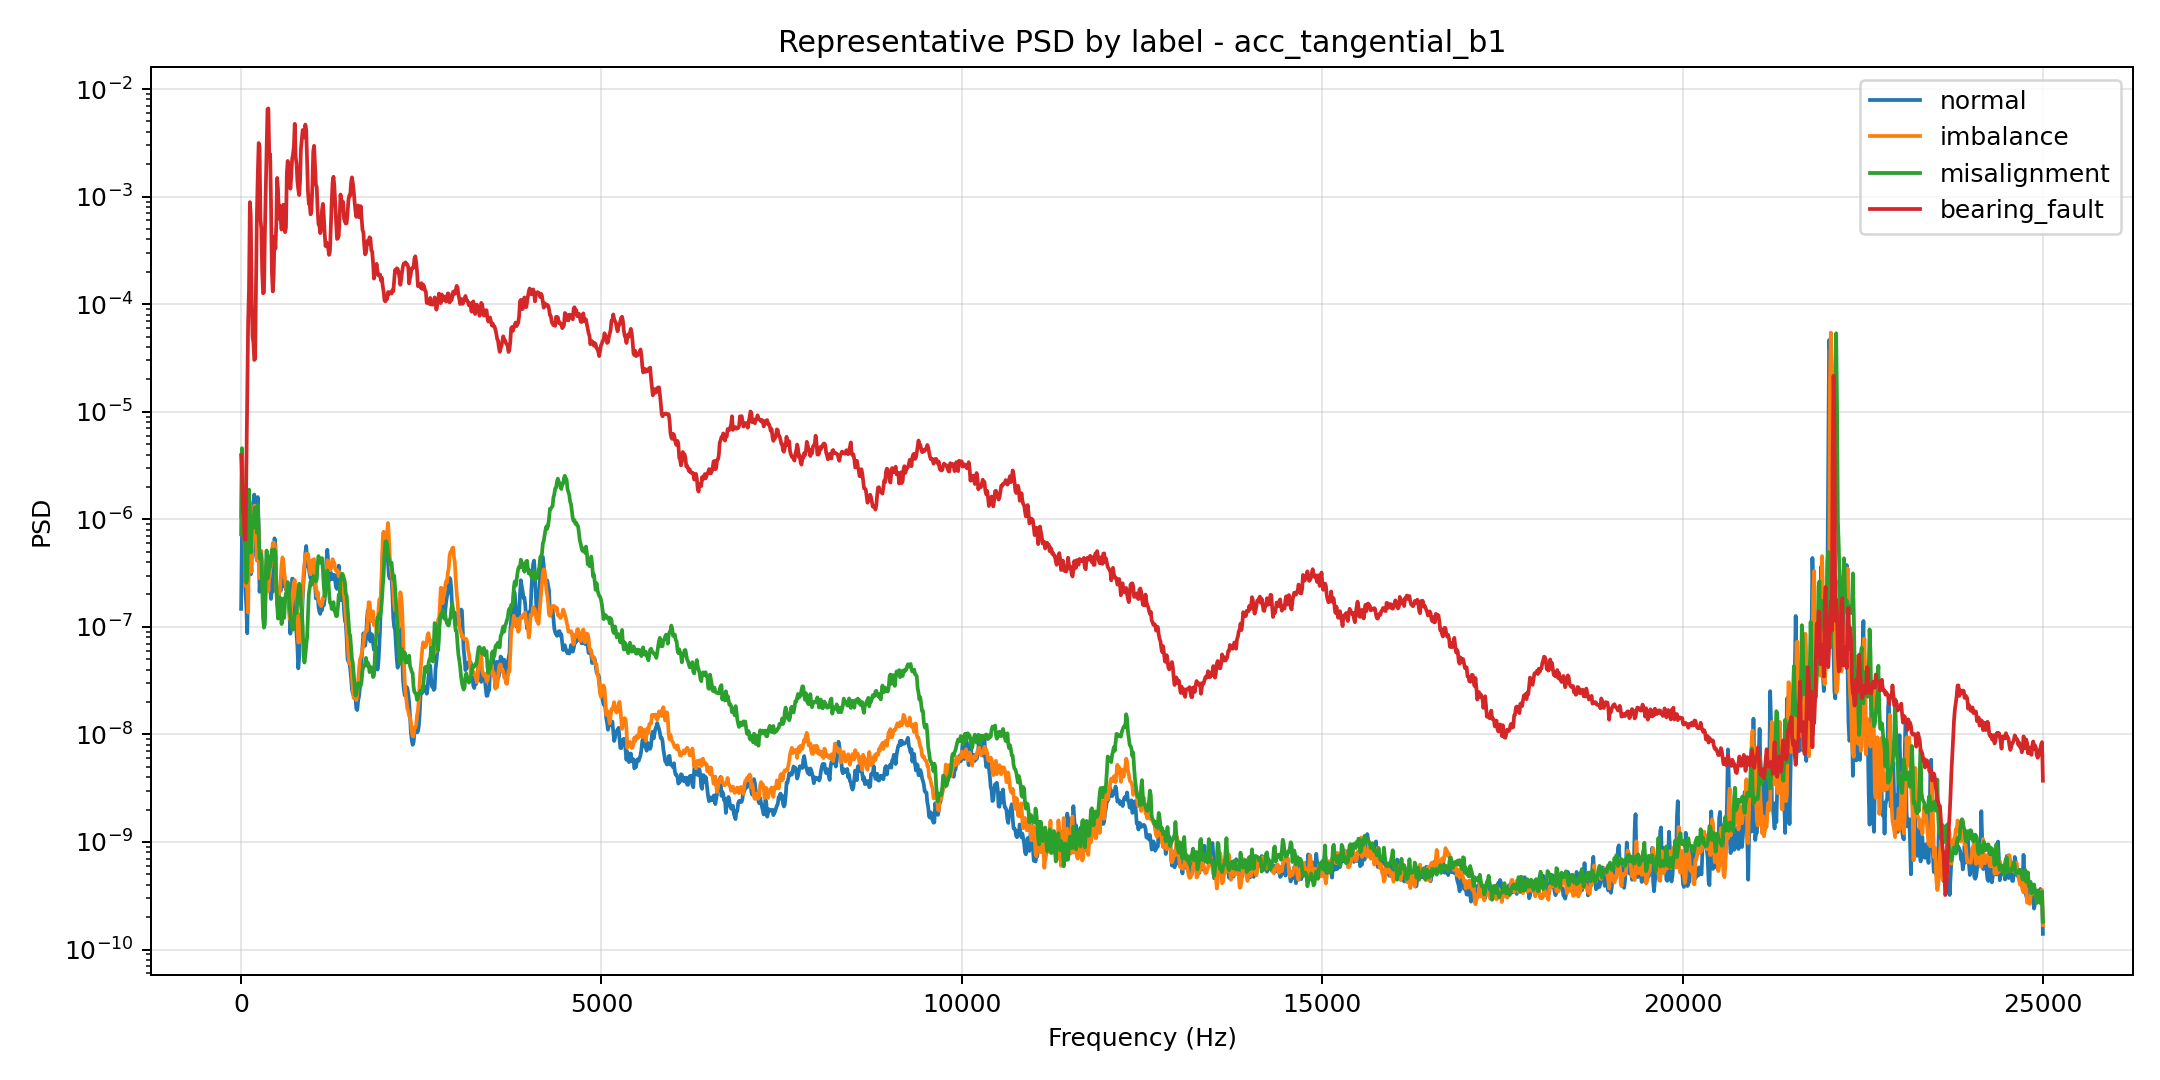 Representative PSD by label - acc_tangential_b1
normal
imbalance
misalignment
bearing_fault
PSD
10⁻²
10⁻³
10⁻⁴
10⁻⁵
10⁻⁶
10⁻⁷
10⁻⁸
10⁻⁹
10⁻¹⁰
0 5000 10000 15000 20000 25000
Frequency (Hz)